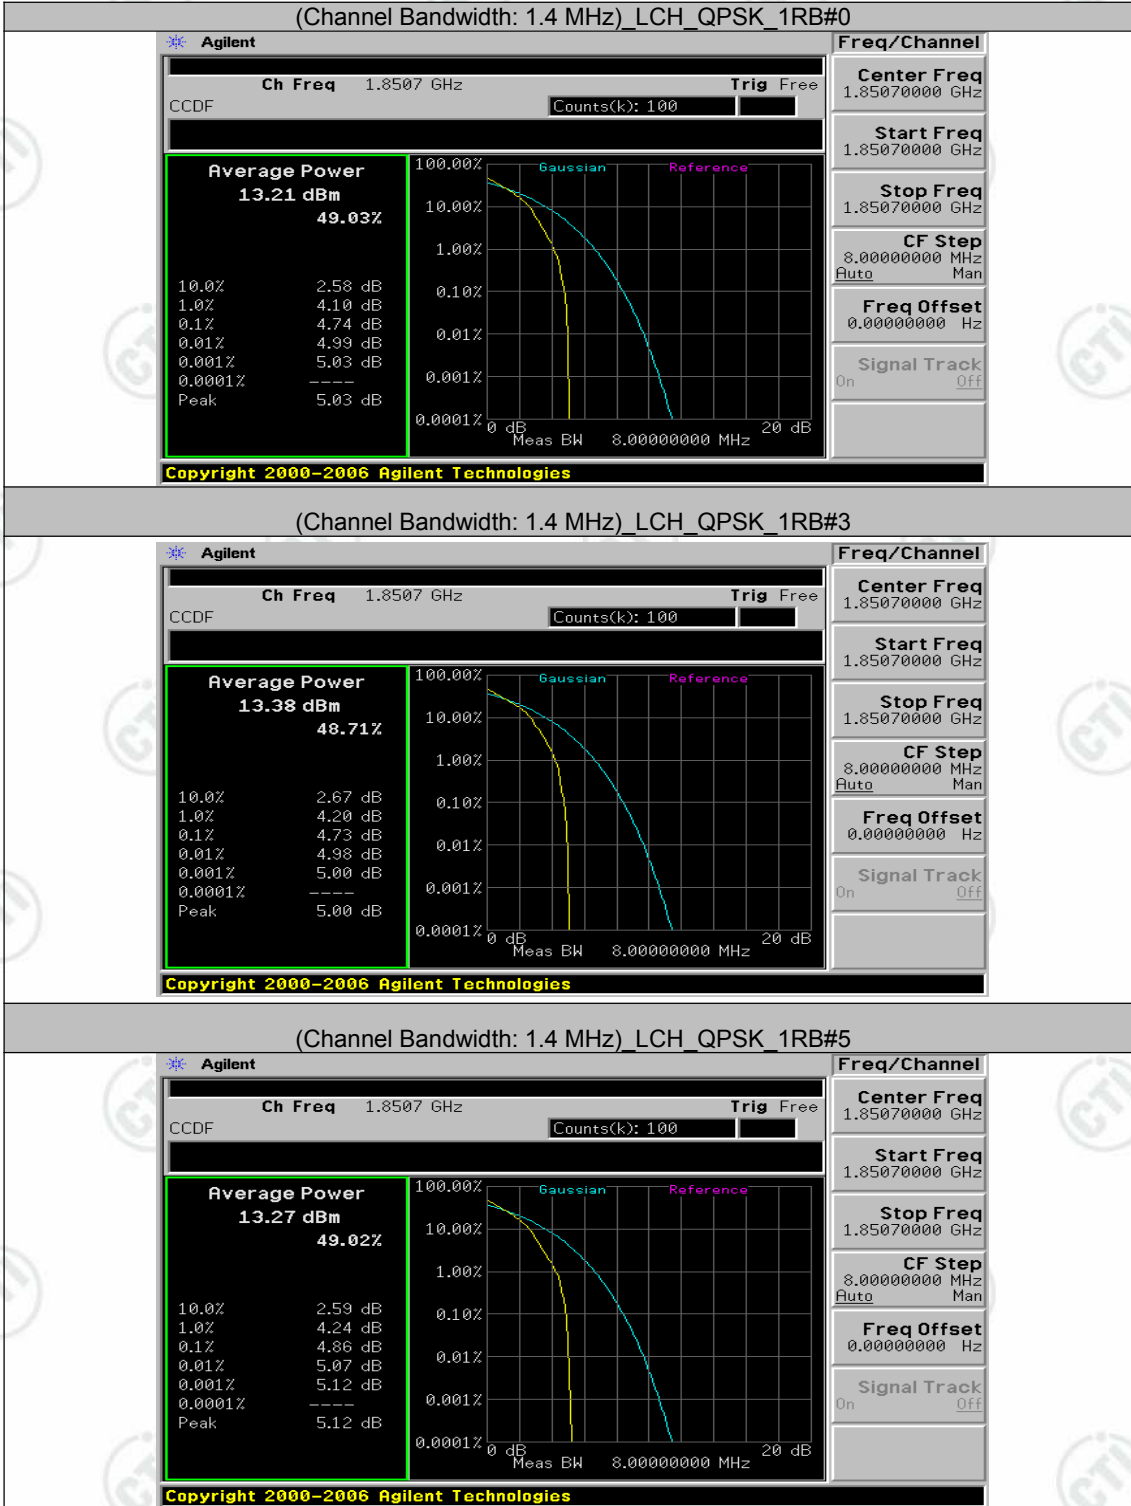 (Channel Bandwidth: 1.4 MHz)_LCH_QPSK_1RB#0
Agilent
Freq/Channel
Ch Freq 1.8507 GHz Trig Free
CCDF Counts(k): 100
Center Freq
1.85070000 GHz
Start Freq
1.85070000 GHz
Stop Freq
1.85070000 GHz
CF Step
8.00000000 MHz
Auto Man
Freq Offset
0.00000000 Hz
Signal Track
On Off
Average Power
13.21 dBm
49.03%
10.0% 2.58 dB
1.0% 4.10 dB
0.1% 4.74 dB
0.01% 4.99 dB
0.001% 5.03 dB
0.0001% ----
Peak 5.03 dB
Gaussian Reference
100.00%
10.00%
1.00%
0.10%
0.01%
0.001%
0.0001%
0 dB 20 dB
Meas BW 8.00000000 MHz
Copyright 2000-2006 Agilent Technologies
(Channel Bandwidth: 1.4 MHz)_LCH_QPSK_1RB#3
Agilent
Freq/Channel
Ch Freq 1.8507 GHz Trig Free
CCDF Counts(k): 100
Center Freq
1.85070000 GHz
Start Freq
1.85070000 GHz
Stop Freq
1.85070000 GHz
CF Step
8.00000000 MHz
Auto Man
Freq Offset
0.00000000 Hz
Signal Track
On Off
Average Power
13.38 dBm
48.71%
10.0% 2.67 dB
1.0% 4.20 dB
0.1% 4.73 dB
0.01% 4.98 dB
0.001% 5.00 dB
0.0001% ----
Peak 5.00 dB
Gaussian Reference
100.00%
10.00%
1.00%
0.10%
0.01%
0.001%
0.0001%
0 dB 20 dB
Meas BW 8.00000000 MHz
Copyright 2000-2006 Agilent Technologies
(Channel Bandwidth: 1.4 MHz)_LCH_QPSK_1RB#5
Agilent
Freq/Channel
Ch Freq 1.8507 GHz Trig Free
CCDF Counts(k): 100
Center Freq
1.85070000 GHz
Start Freq
1.85070000 GHz
Stop Freq
1.85070000 GHz
CF Step
8.00000000 MHz
Auto Man
Freq Offset
0.00000000 Hz
Signal Track
On Off
Average Power
13.27 dBm
49.02%
10.0% 2.59 dB
1.0% 4.24 dB
0.1% 4.86 dB
0.01% 5.07 dB
0.001% 5.12 dB
0.0001% ----
Peak 5.12 dB
Gaussian Reference
100.00%
10.00%
1.00%
0.10%
0.01%
0.001%
0.0001%
0 dB 20 dB
Meas BW 8.00000000 MHz
Copyright 2000-2006 Agilent Technologies
CTI
CTI
CTI
CTI
CTI
CTI
CTI
CTI